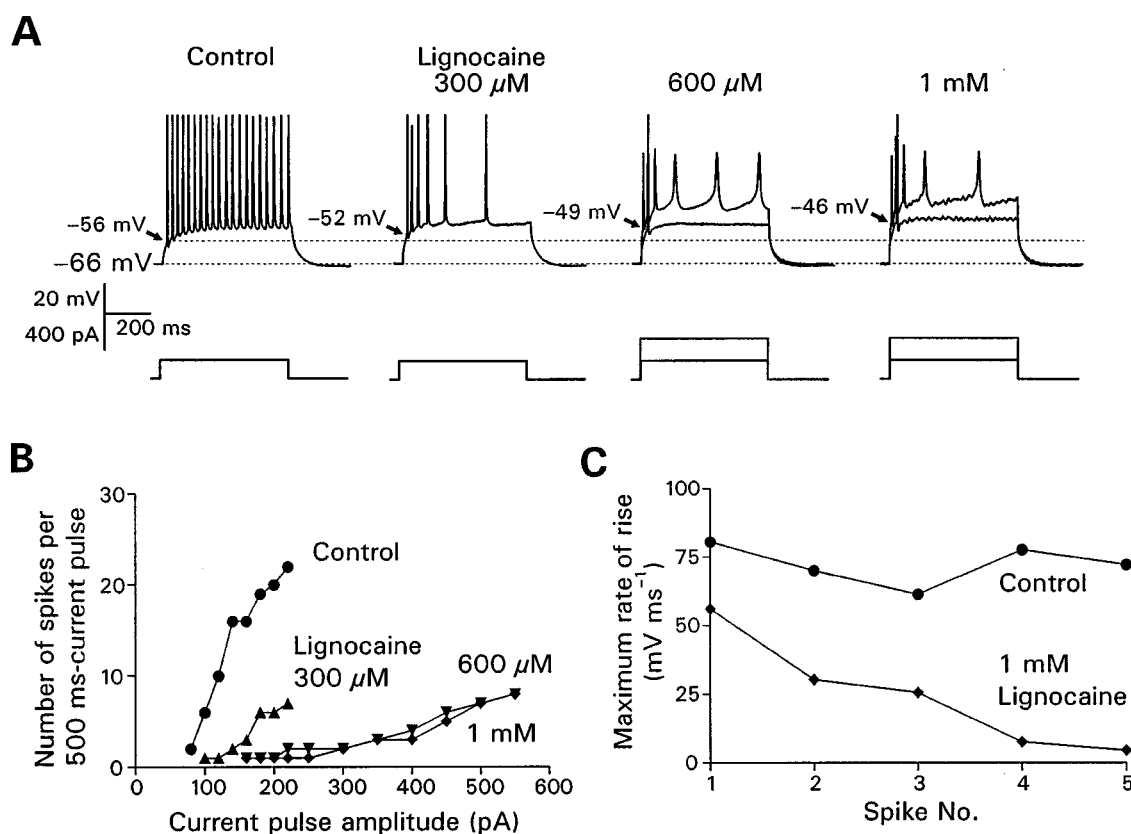 A
Control
Lignocaine
300 μM
600 μM
1 mM
−56 mV
−52 mV
−49 mV
−46 mV
−66 mV
20 mV
400 pA
200 ms
B
Number of spikes per
500 ms-current pulse
30
20
10
0
Control
Lignocaine
300 μM
600 μM
1 mM
0 100 200 300 400 500 600
Current pulse amplitude (pA)
C
Maximum rate of rise
(mV ms−1)
100
75
50
25
0
Control
1 mM
Lignocaine
1 2 3 4 5
Spike No.